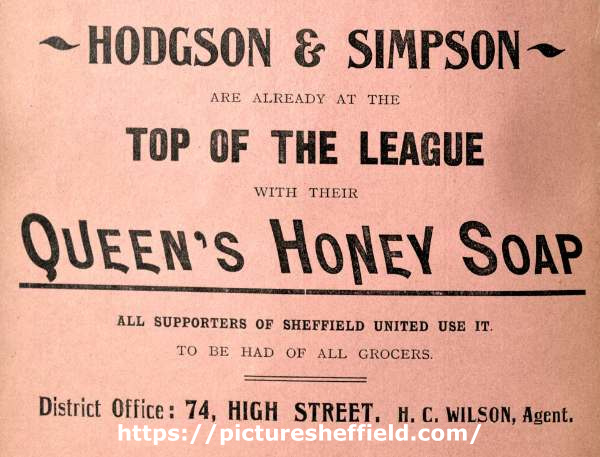 HODGSON & SIMPSON
ARE ALREADY AT THE
TOP OF THE LEAGUE
WITH THEIR
QUEEN'S HONEY SOAP
ALL SUPPORTERS OF SHEFFIELD UNITED USE IT.
TO BE HAD OF ALL GROCERS.
District Office: 74, HIGH STREET. H. C. WILSON, Agent.
https://picturesheffield.com/